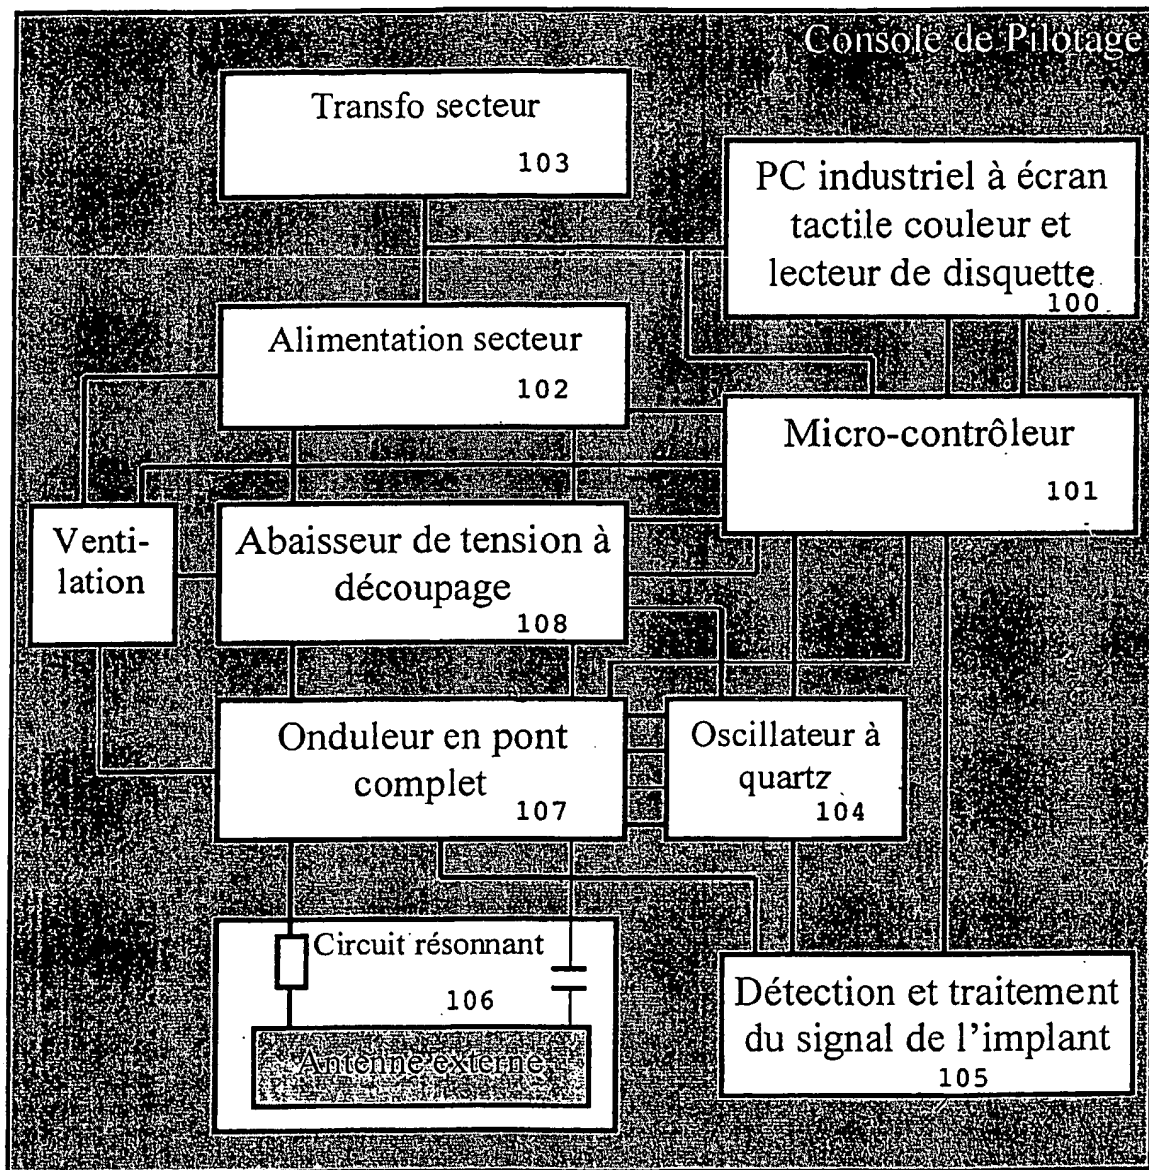 Console de Pilotage
Transfo secteur
103
PC industriel à écran
tactile couleur et
lecteur de disquette
100
Alimentation secteur
102
Micro-contrôleur
101
Venti-
lation
Abaisseur de tension à
découpage
108
Onduleur en pont
complet
107
Oscillateur à
quartz
104
Circuit résonnant
106
Antenne externe
Détection et traitement
du signal de l'implant
105